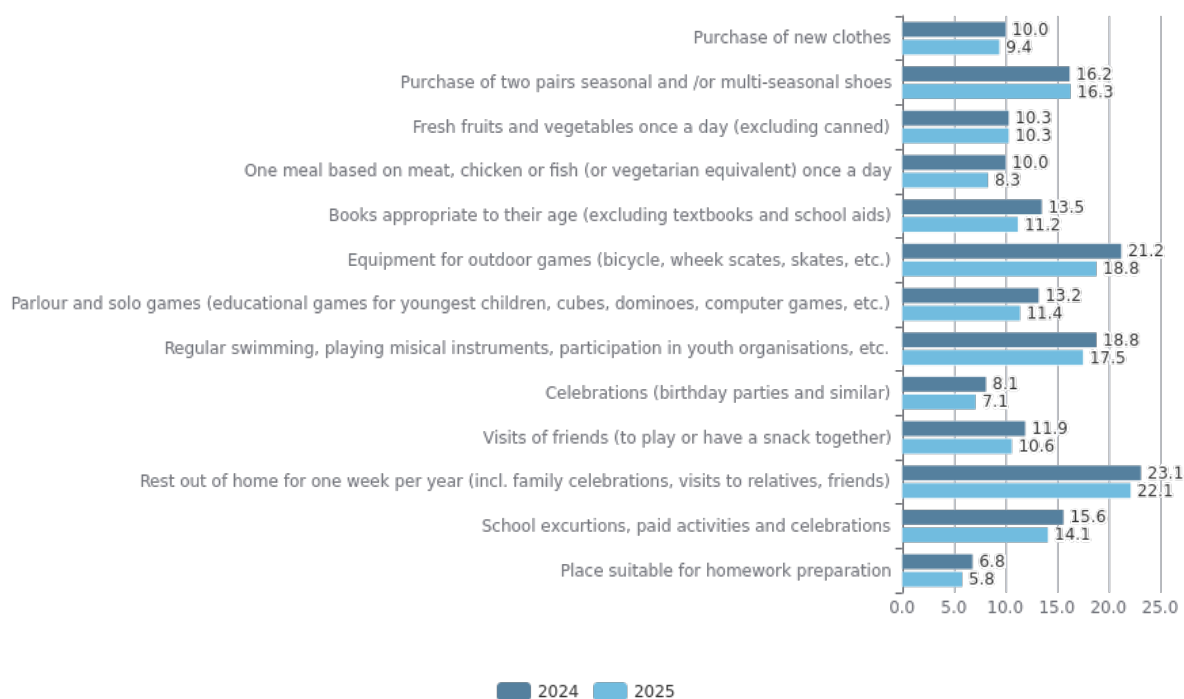 Purchase of new clothes
10.0
9.4
Purchase of two pairs seasonal and /or multi-seasonal shoes
16.2
16.3
Fresh fruits and vegetables once a day (excluding canned)
10.3
10.3
One meal based on meat, chicken or fish (or vegetarian equivalent) once a day
10.0
8.3
Books appropriate to their age (excluding textbooks and school aids)
13.5
11.2
Equipment for outdoor games (bicycle, wheek scates, skates, etc.)
21.2
18.8
Parlour and solo games (educational games for youngest children, cubes, dominoes, computer games, etc.)
13.2
11.4
Regular swimming, playing misical instruments, participation in youth organisations, etc.
18.8
17.5
Celebrations (birthday parties and similar)
8.1
7.1
Visits of friends (to play or have a snack together)
11.9
10.6
Rest out of home for one week per year (incl. family celebrations, visits to relatives, friends)
23.1
22.1
School excurtions, paid activities and celebrations
15.6
14.1
Place suitable for homework preparation
6.8
5.8
0.0 5.0 10.0 15.0 20.0 25.0
2024 2025